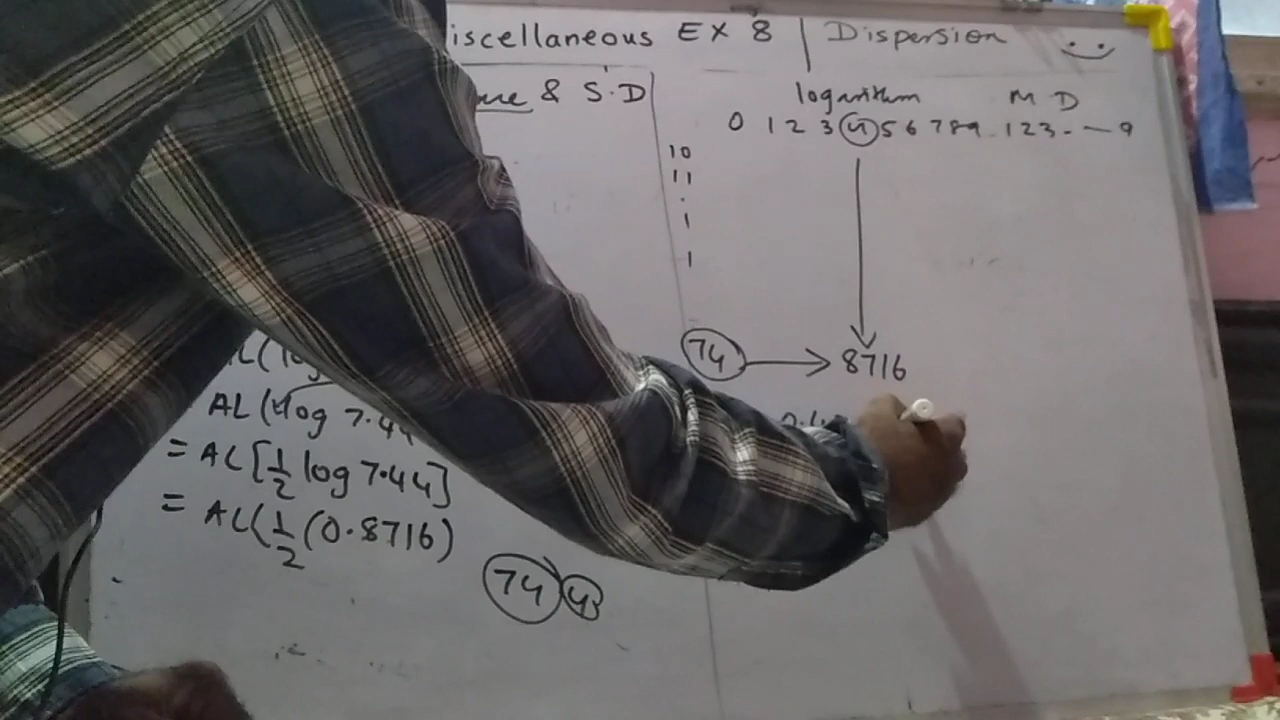 iscellaneous EX 8 | Dispersion
& S.D
logarithm M D
0 1 2 3 4 5 6 7 8 9 1 2 3 - — 9
10
11
.
1
1
74 → 8716
AL(log 7.44
= AL[1/2 log 7.44]
= AL(1/2 (0.8716)
74 4